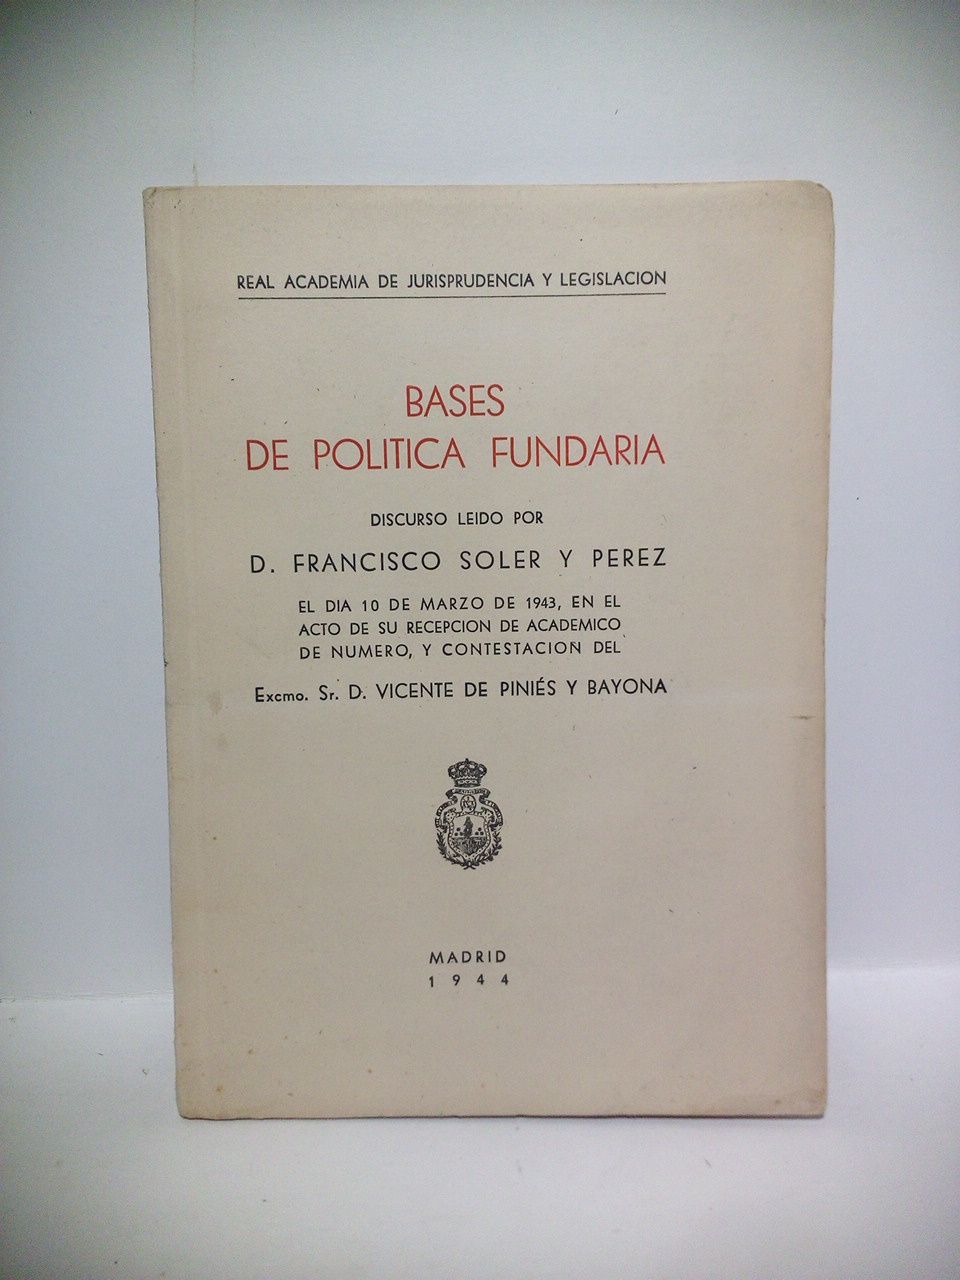 REAL ACADEMIA DE JURISPRUDENCIA Y LEGISLACION
BASES
DE POLITICA FUNDARIA
DISCURSO LEIDO POR
D. FRANCISCO SOLER Y PEREZ
EL DIA 10 DE MARZO DE 1943, EN EL
ACTO DE SU RECEPCION DE ACADEMICO
DE NUMERO, Y CONTESTACION DEL
Excmo. Sr. D. VICENTE DE PINIÉS Y BAYONA
MADRID
1944